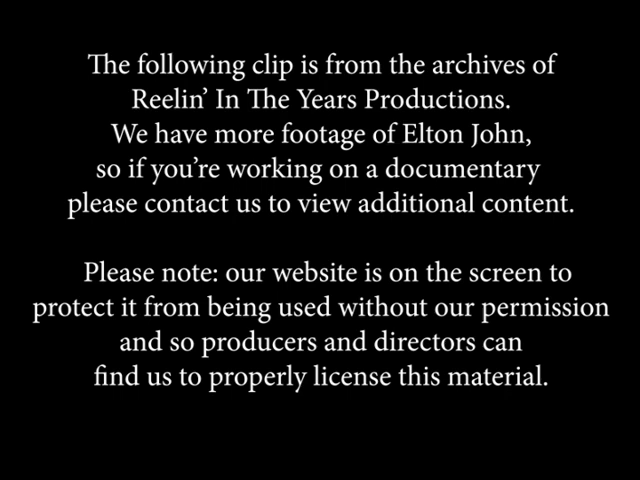 The following clip is from the archives of
Reelin’ In The Years Productions.
We have more footage of Elton John,
so if you’re working on a documentary
please contact us to view additional content.
Please note: our website is on the screen to
protect it from being used without our permission
and so producers and directors can
find us to properly license this material.